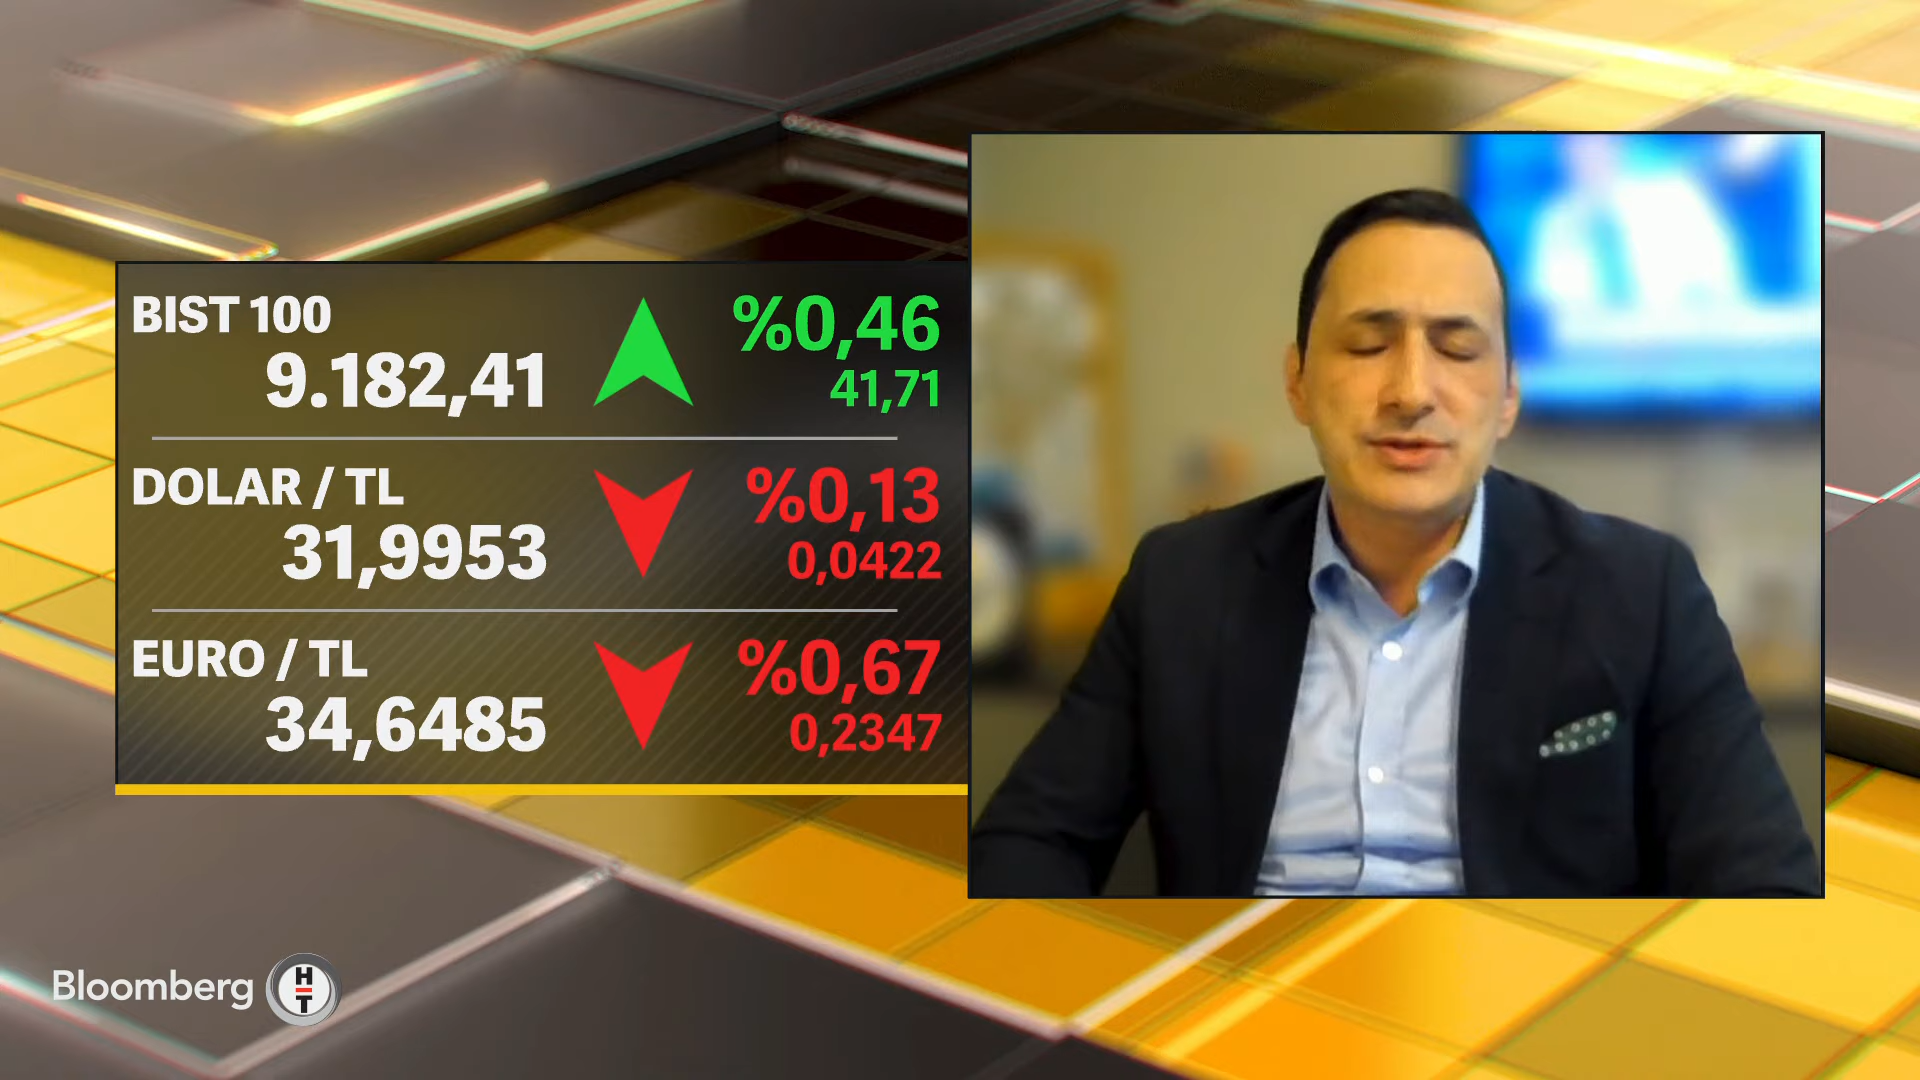 BIST 100
9.182,41
%0,46
41,71
DOLAR / TL
31,9953
%0,13
0,0422
EURO / TL
34,6485
%0,67
0,2347
Bloomberg HT